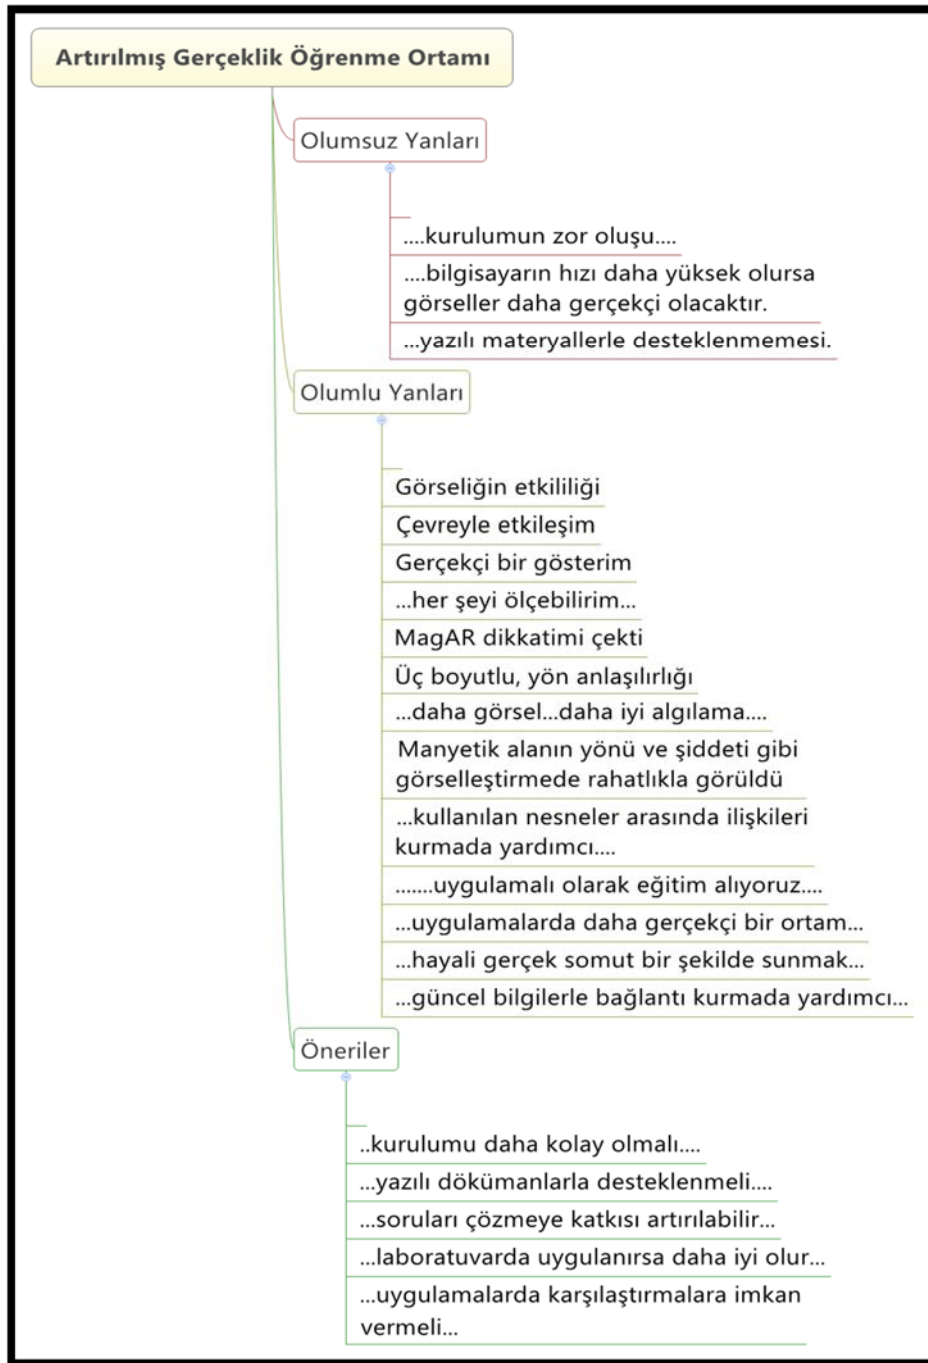 Artırılmış Gerçeklik Öğrenme Ortamı
Olumsuz Yanları
....kurulumun zor oluşu....
....bilgisayarın hızı daha yüksek olursa
görseller daha gerçekçi olacaktır.
...yazılı materyallerle desteklenmemesi.
Olumlu Yanları
Görseliğin etkililiği
Çevreyle etkileşim
Gerçekçi bir gösterim
...her şeyi ölçebilirim...
MagAR dikkatimi çekti
Üç boyutlu, yön anlaşılırlığı
...daha görsel...daha iyi algılama....
Manyetik alanın yönü ve şiddeti gibi
görselleştirmede rahatlıkla görüldü
...kullanılan nesneler arasında ilişkileri
kurmada yardımcı....
.......uygulamalı olarak eğitim alıyoruz....
...uygulamalarda daha gerçekçi bir ortam...
...hayali gerçek somut bir şekilde sunmak...
...güncel bilgilerle bağlantı kurmada yardımcı...
Öneriler
..kurulumu daha kolay olmalı....
...yazılı dökümanlarla desteklenmeli....
...soruları çözmeye katkısı artırılabilir...
...laboratuvarda uygulanırsa daha iyi olur...
...uygulamalarda karşılaştırmalara imkan
vermeli...